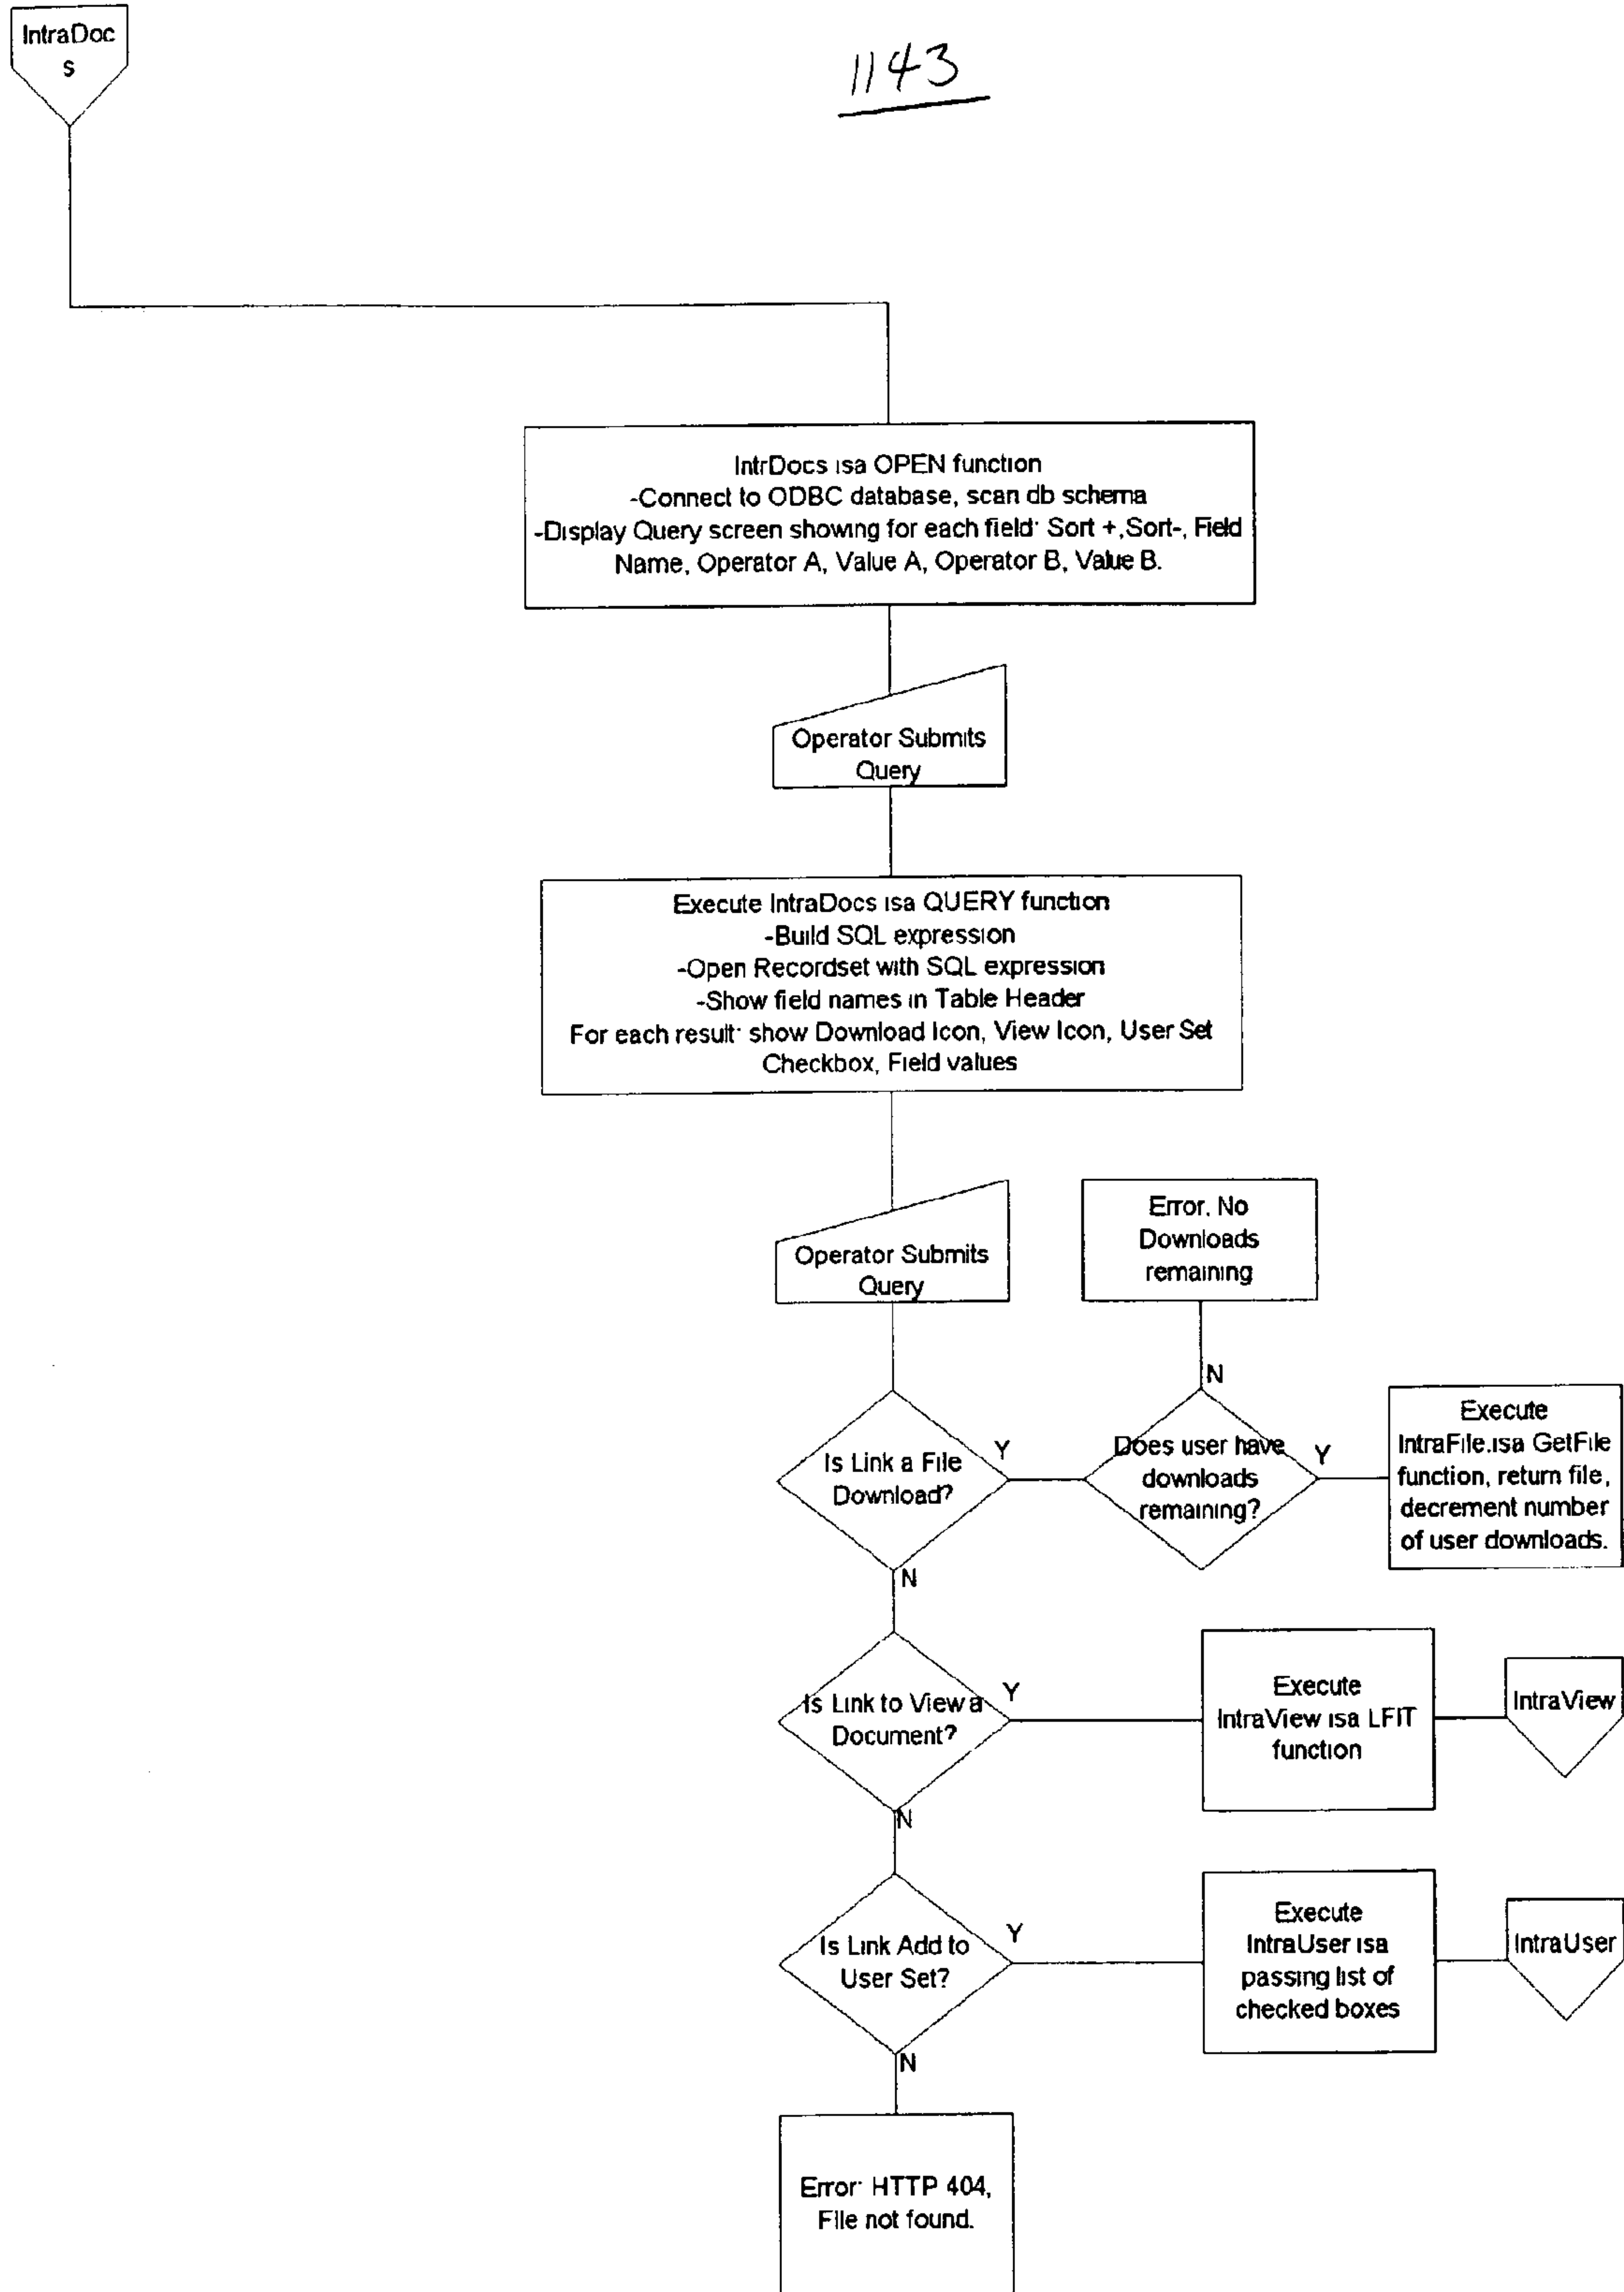 IntraDoc
s
1143
IntrDocs isa OPEN function
-Connect to ODBC database, scan db schema
-Display Query screen showing for each field: Sort +,Sort-, Field
Name, Operator A, Value A, Operator B, Value B.
Operator Submits
Query
Execute IntraDocs isa QUERY function
-Build SQL expression
-Open Recordset with SQL expression
-Show field names in Table Header
For each result: show Download Icon, View Icon, User Set
Checkbox, Field values
Operator Submits
Query
Error. No
Downloads
remaining
N
Is Link a File
Download?
Y
Does user have
downloads
remaining?
Y
Execute
IntraFile.isa GetFile
function, return file,
decrement number
of user downloads.
N
Is Link to View a
Document?
Y
Execute
IntraView isa LFIT
function
IntraView
N
Is Link Add to
User Set?
Y
Execute
IntraUser isa
passing list of
checked boxes
IntraUser
N
Error: HTTP 404,
File not found.